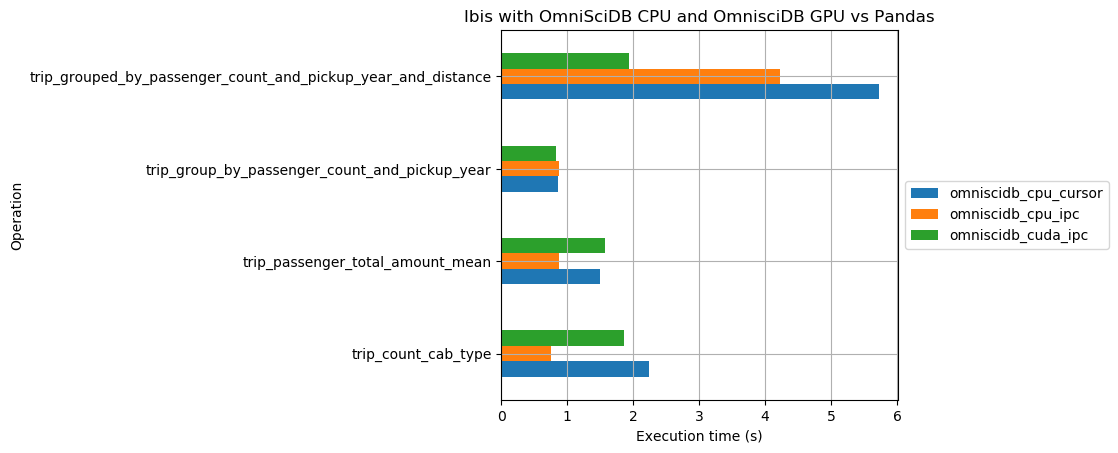 Ibis with OmniSciDB CPU and OmnisciDB GPU vs Pandas
trip_grouped_by_passenger_count_and_pickup_year_and_distance
trip_group_by_passenger_count_and_pickup_year
trip_passenger_total_amount_mean
trip_count_cab_type
Operation
0 1 2 3 4 5 6
Execution time (s)
omniscidb_cpu_cursor
omniscidb_cpu_ipc
omniscidb_cuda_ipc